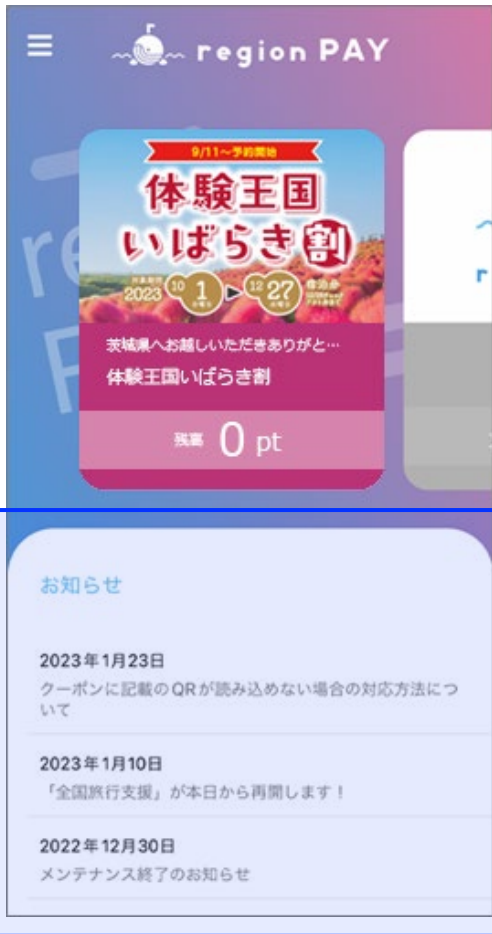 region PAY
9/11～予約開始
体験王国
いばらき割
2023 10 1 ▶ 12 27 宿泊分
茨城県へお越しいただきありがと…
体験王国いばらき割
残高 0 pt
お知らせ
2023年1月23日
クーポンに記載のQRが読み込めない場合の対応方法につ
いて
2023年1月10日
「全国旅行支援」が本日から再開します！
2022年12月30日
メンテナンス終了のお知らせ